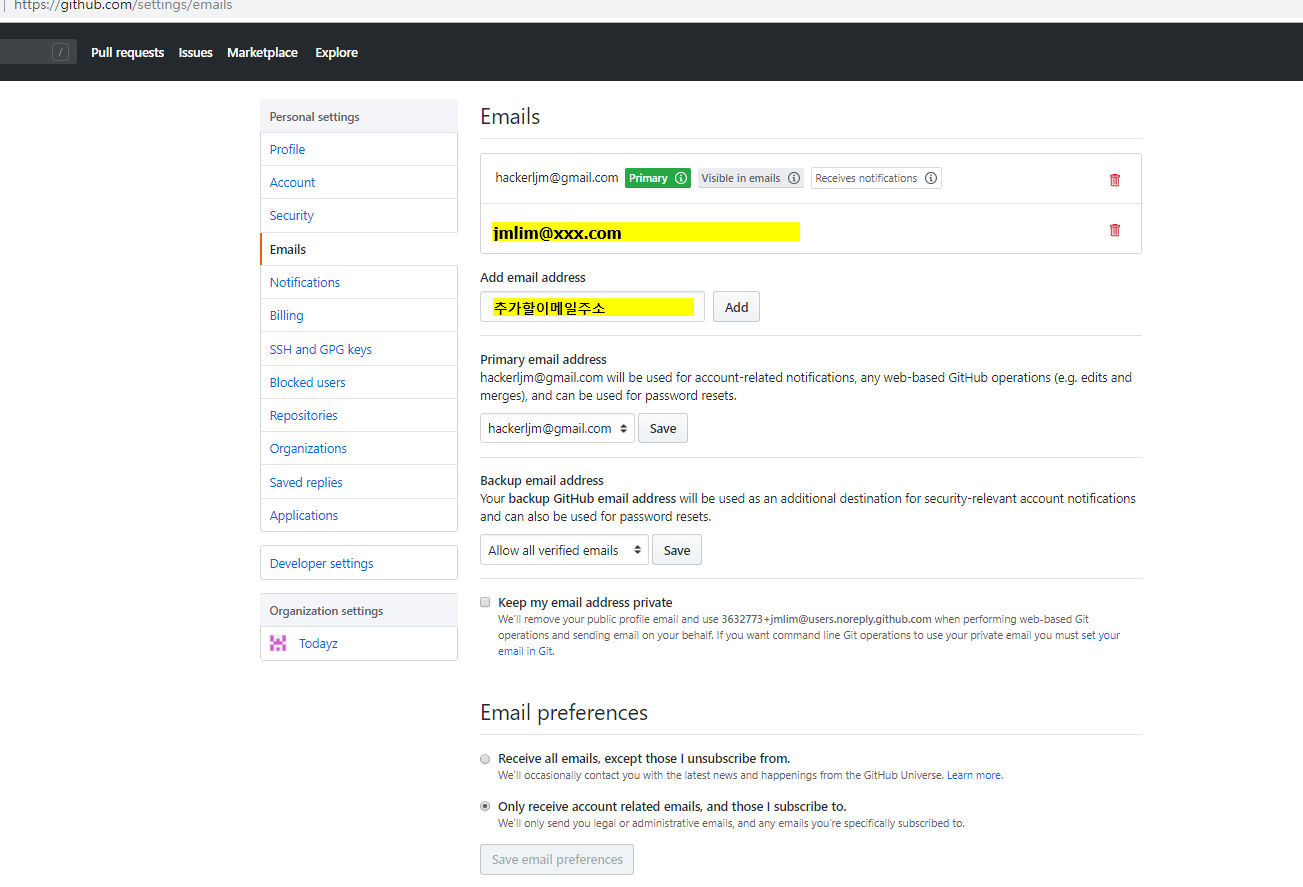 https://github.com/settings/emails
/ Pull requests Issues Marketplace Explore
Personal settings
Profile
Account
Security
Emails
Notifications
Billing
SSH and GPG keys
Blocked users
Repositories
Organizations
Saved replies
Applications
Developer settings
Organization settings
Todayz
Emails
hackerljm@gmail.com Primary Visible in emails Receives notifications
jmlim@xxx.com
Add email address
추가할이메일주소 Add
Primary email address
hackerljm@gmail.com will be used for account-related notifications, any web-based GitHub operations (e.g. edits and
merges), and can be used for password resets.
hackerljm@gmail.com Save
Backup email address
Your backup GitHub email address will be used as an additional destination for security-relevant account notifications
and can also be used for password resets.
Allow all verified emails Save
Keep my email address private
We'll remove your public profile email and use 3632773+jmlim@users.noreply.github.com when performing web-based Git
operations and sending email on your behalf. If you want command line Git operations to use your private email you must set your
email in Git.
Email preferences
Receive all emails, except those I unsubscribe from.
We'll occasionally contact you with the latest news and happenings from the GitHub Universe. Learn more.
Only receive account related emails, and those I subscribe to.
We'll only send you legal or administrative emails, and any emails you're specifically subscribed to.
Save email preferences